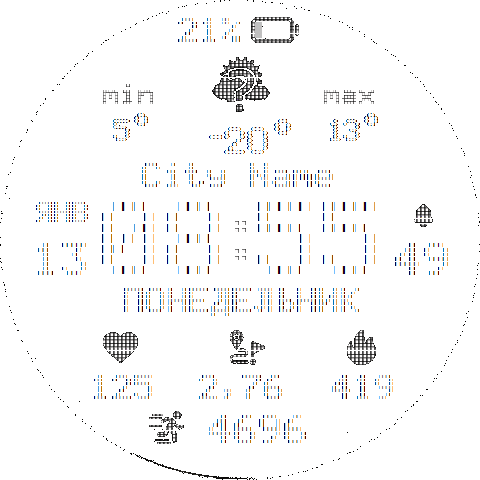 21%
min max
5° -20° 13°
City Name
ЯНВ
13 08:55 49
ПОНЕДЕЛЬНИК
125 2,76 419
4696